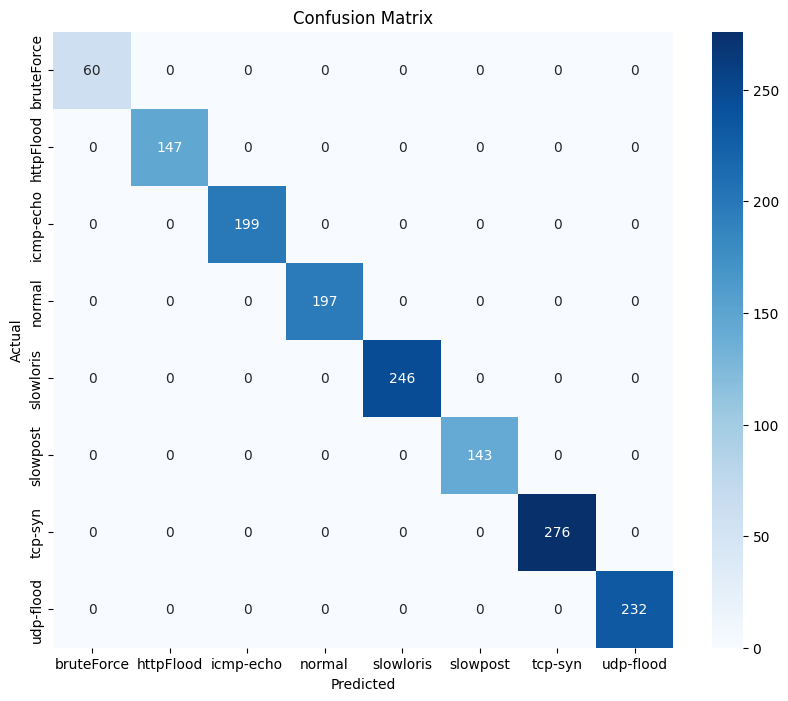 Confusion Matrix
Actual
bruteForce 60 0 0 0 0 0 0 0
httpFlood 0 147 0 0 0 0 0 0
icmp-echo 0 0 199 0 0 0 0 0
normal 0 0 0 197 0 0 0 0
slowloris 0 0 0 0 246 0 0 0
slowpost 0 0 0 0 0 143 0 0
tcp-syn 0 0 0 0 0 0 276 0
udp-flood 0 0 0 0 0 0 0 232
bruteForce httpFlood icmp-echo normal slowloris slowpost tcp-syn udp-flood
Predicted
250
200
150
100
50
0